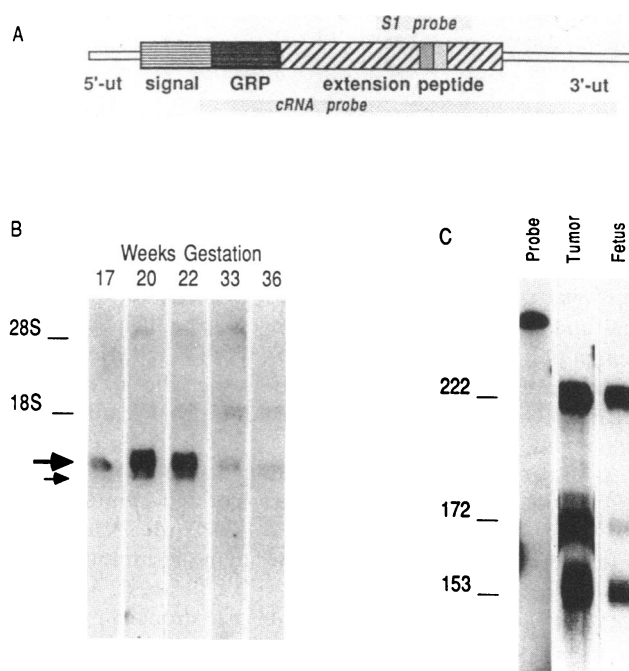 A
S1 probe
5'-ut signal GRP extension peptide 3'-ut
cRNA probe
B
Weeks Gestation
17 20 22 33 36
28S
18S
C
Probe Tumor Fetus
222
172
153